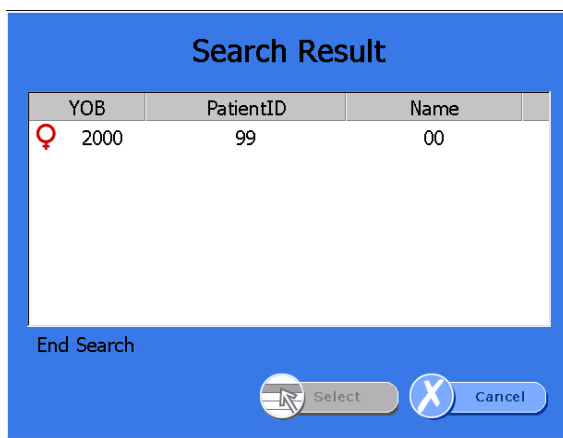 Search Result
YOB PatientID Name
2000 99 00
End Search
Select Cancel